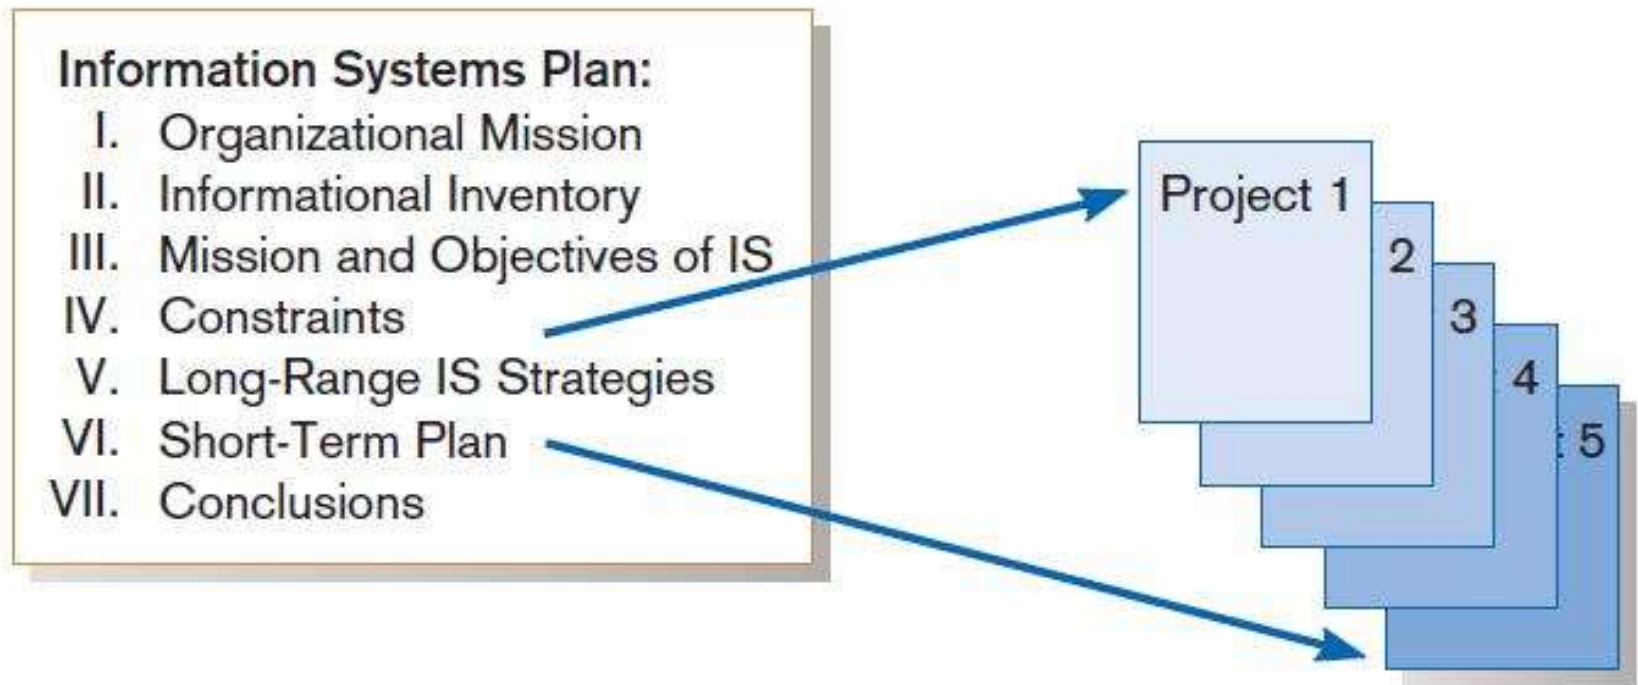 Information Systems Plan:
I. Organizational Mission
II. Informational Inventory
III. Mission and Objectives of IS
IV. Constraints
V. Long-Range IS Strategies
VI. Short-Term Plan
VII. Conclusions
Project 1
2
3
4
t 5